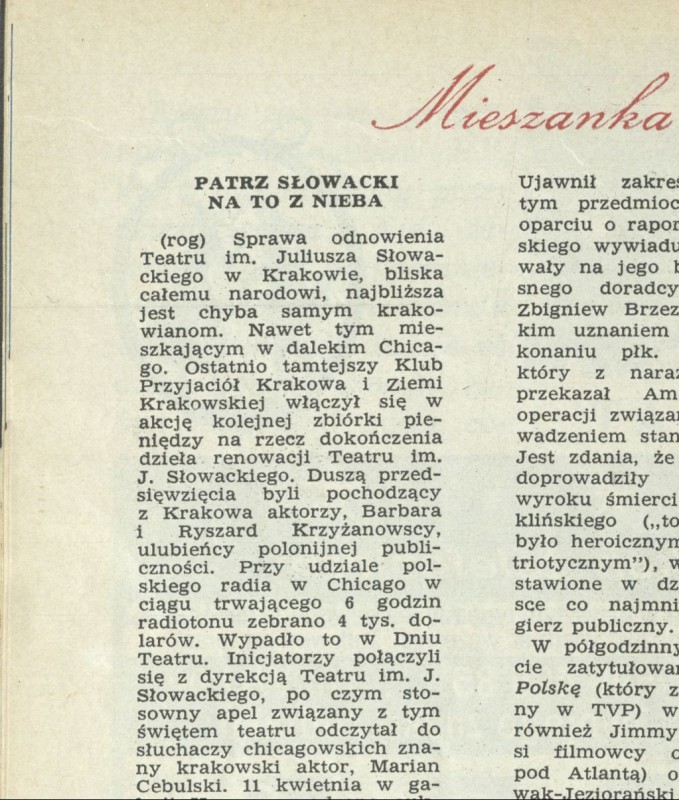 Mieszanka
PATRZ SŁOWACKI
NA TO Z NIEBA
(rog) Sprawa odnowienia
Teatru im. Juliusza Słowa-
ckiego w Krakowie, bliska
całemu narodowi, najbliższa
jest chyba samym krako-
wianom. Nawet tym mie-
szkającym w dalekim Chica-
go. Ostatnio tamtejszy Klub
Przyjaciół Krakowa i Ziemi
Krakowskiej włączył się w
akcję kolejnej zbiórki pie-
niędzy na rzecz dokończenia
dzieła renowacji Teatru im.
J. Słowackiego. Duszą przed-
sięwzięcia byli pochodzący
z Krakowa aktorzy, Barbara
i Ryszard Krzyżanowscy,
ulubieńcy polonijnej publi-
czności. Przy udziale pol-
skiego radia w Chicago w
ciągu trwającego 6 godzin
radiotonu zebrano 4 tys. do-
larów. Wypadło to w Dniu
Teatru. Inicjatorzy połączyli
się z dyrekcją Teatru im. J.
Słowackiego, po czym sto-
sowny apel związany z tym
świętem teatru odczytał do
słuchaczy chicagowskich zna-
ny krakowski aktor, Marian
Cebulski. 11 kwietnia w ga-
Ujawnił zakres
tym przedmioc
oparciu o rapor
skiego wywiadu
wały na jego b
snego doradcy
Zbigniew Brzez
kim uznaniem
konaniu płk.
który z naraż
przekazał Am
operacji związan
wadzeniem stan
Jest zdania, że
doprowadziły
wyroku śmierci
klińskiego („to
było heroicznym
triotycznym”), w
stawione w dz
sce co najmni
gierz publiczny.
W półgodzinny
cie zatytułowa
Polskę (który z
ny w TVP) w
również Jimmy
si filmowcy o
pod Atlantą) o
wak-Jeziorański